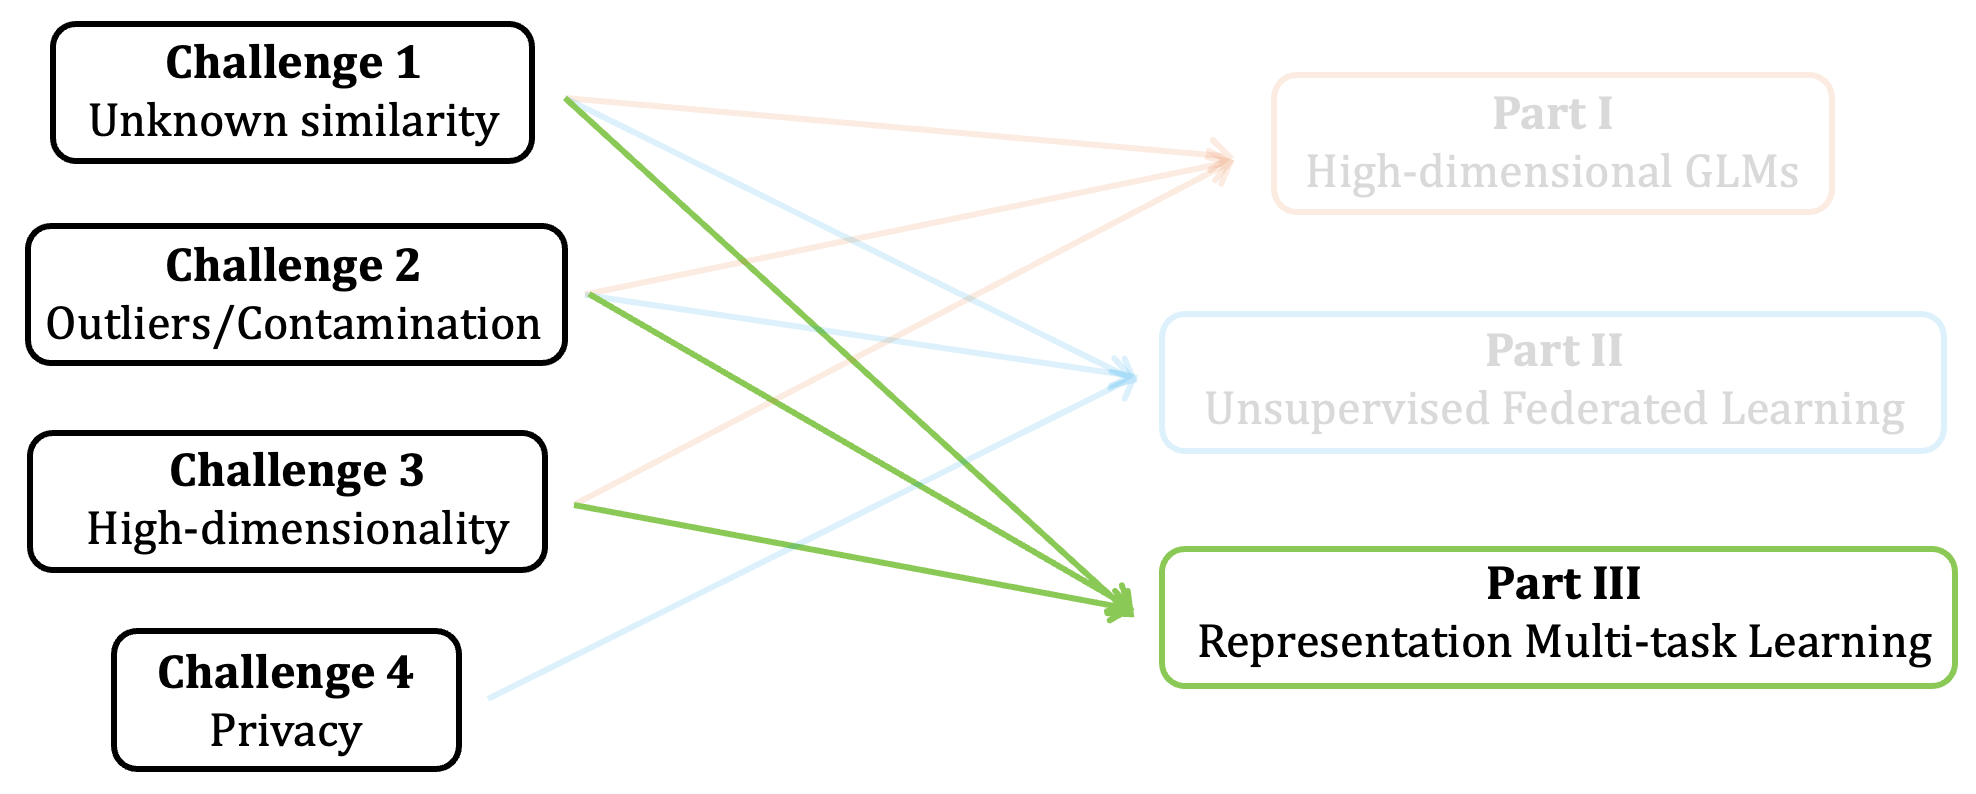 Challenge 1
Unknown similarity
Challenge 2
Outliers/Contamination
Challenge 3
High-dimensionality
Challenge 4
Privacy
Part I
High-dimensional GLMs
Part II
Unsupervised Federated Learning
Part III
Representation Multi-task Learning